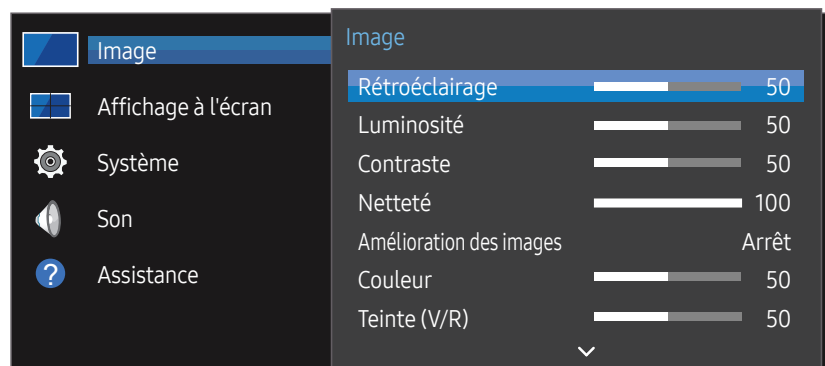 Image
Affichage à l'écran
Système
Son
? Assistance
Image
Rétroéclairage 50
Luminosité 50
Contraste 50
Netteté 100
Amélioration des images Arrêt
Couleur 50
Teinte (V/R) 50